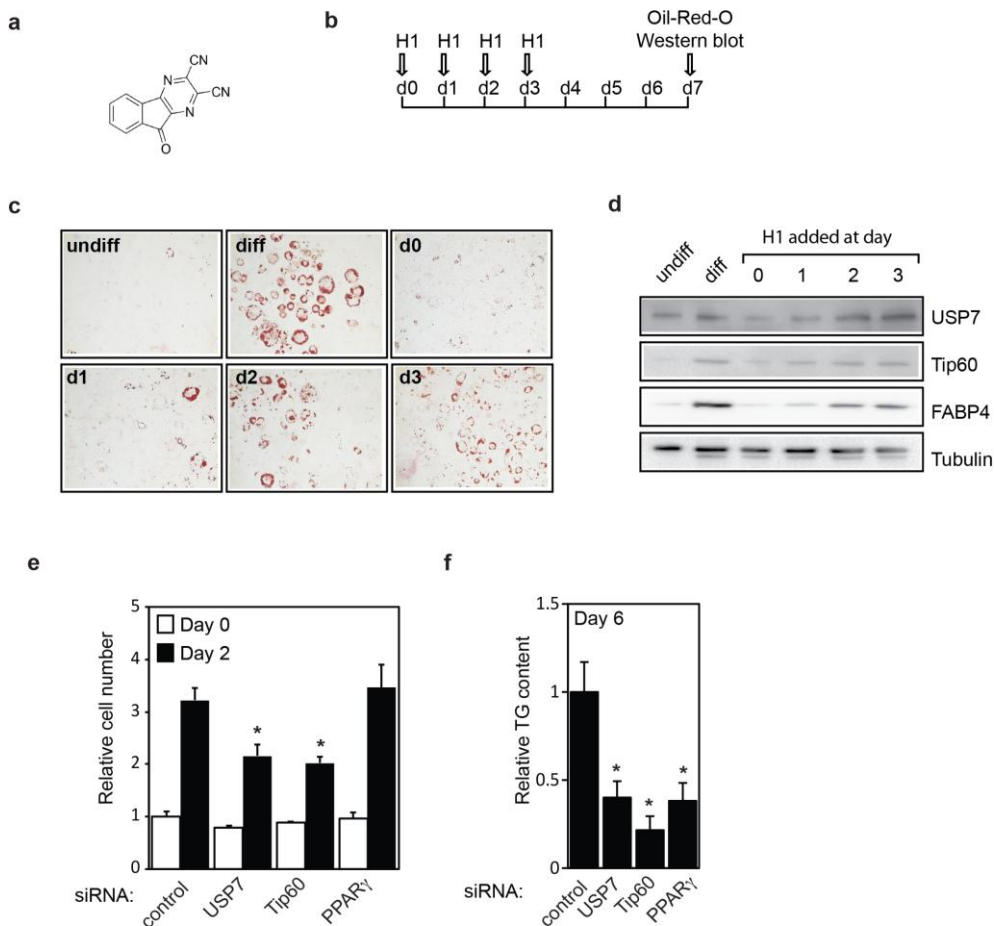 a
CN
N
CN
N
O
b
Oil-Red-O
H1 H1 H1 H1 Western blot
d0 d1 d2 d3 d4 d5 d6 d7
c
undiff diff d0
d1 d2 d3
d
H1 added at day
undiff diff 0 1 2 3
USP7
Tip60
FABP4
Tubulin
e
Relative cell number
5
4
3
2
1
0
Day 0
Day 2
*
*
siRNA:
control
USP7
Tip60
PPARγ
f
Relative TG content
1.5
1
0.5
0
Day 6
*
*
*
siRNA:
control
USP7
Tip60
PPARγ